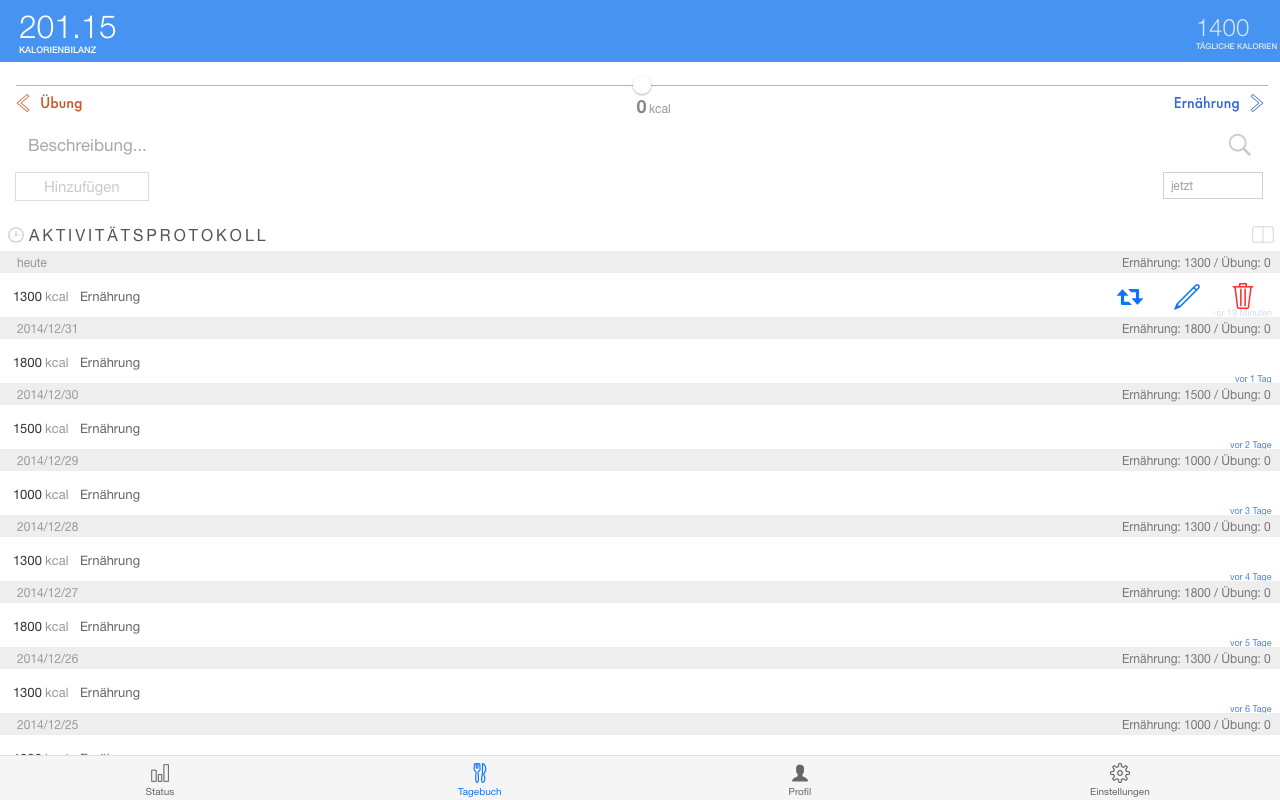 201.15
KALORIENBILANZ
1400
TÄGLICHE KALORIEN
Übung
0 kcal
Ernährung
Beschreibung...
Hinzufügen
jetzt
AKTIVITÄTSPROTOKOLL
heute Ernährung: 1300 / Übung: 0
1300 kcal Ernährung
vor 19 Minuten
2014/12/31 Ernährung: 1800 / Übung: 0
1800 kcal Ernährung
vor 1 Tag
2014/12/30 Ernährung: 1500 / Übung: 0
1500 kcal Ernährung
vor 2 Tage
2014/12/29 Ernährung: 1000 / Übung: 0
1000 kcal Ernährung
vor 3 Tage
2014/12/28 Ernährung: 1300 / Übung: 0
1300 kcal Ernährung
vor 4 Tage
2014/12/27 Ernährung: 1800 / Übung: 0
1800 kcal Ernährung
vor 5 Tage
2014/12/26 Ernährung: 1300 / Übung: 0
1300 kcal Ernährung
vor 6 Tage
2014/12/25 Ernährung: 1000 / Übung: 0
Status
Tagebuch
Profil
Einstellungen